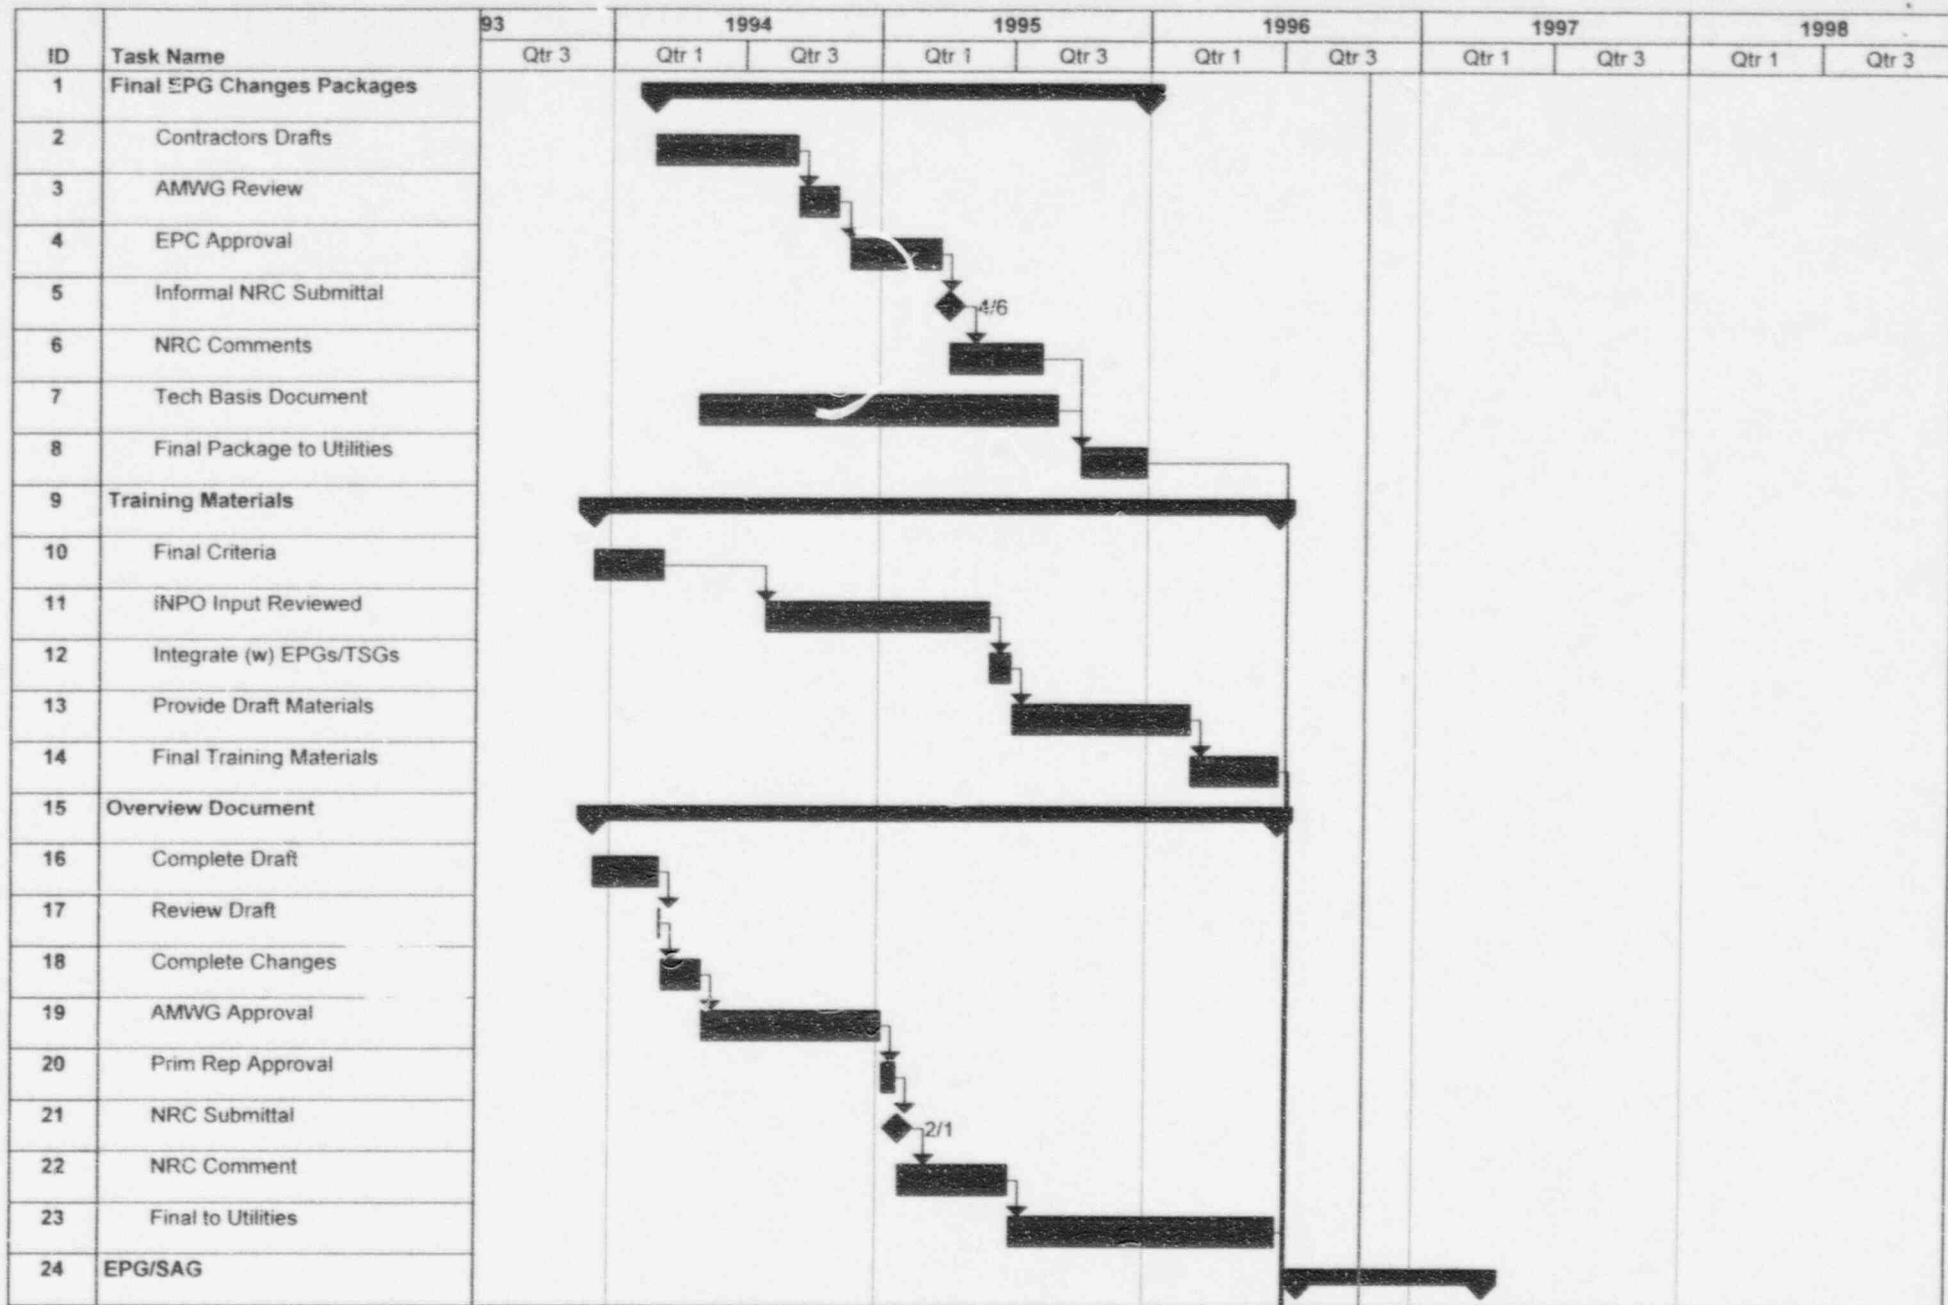 93 1994 1995 1996 1997 1998
ID Task Name Qtr 3 Qtr 1 Qtr 3 Qtr 1 Qtr 3 Qtr 1 Qtr 3 Qtr 1 Qtr 3 Qtr 1 Qtr 3
1 Final EPG Changes Packages
2 Contractors Drafts
3 AMWG Review
4 EPC Approval
5 Informal NRC Submittal 4/6
6 NRC Comments
7 Tech Basis Document
8 Final Package to Utilities
9 Training Materials
10 Final Criteria
11 INPO Input Reviewed
12 Integrate (w) EPGs/TSGs
13 Provide Draft Materials
14 Final Training Materials
15 Overview Document
16 Complete Draft
17 Review Draft
18 Complete Changes
19 AMWG Approval
20 Prim Rep Approval
21 NRC Submittal 2/1
22 NRC Comment
23 Final to Utilities
24 EPG/SAG